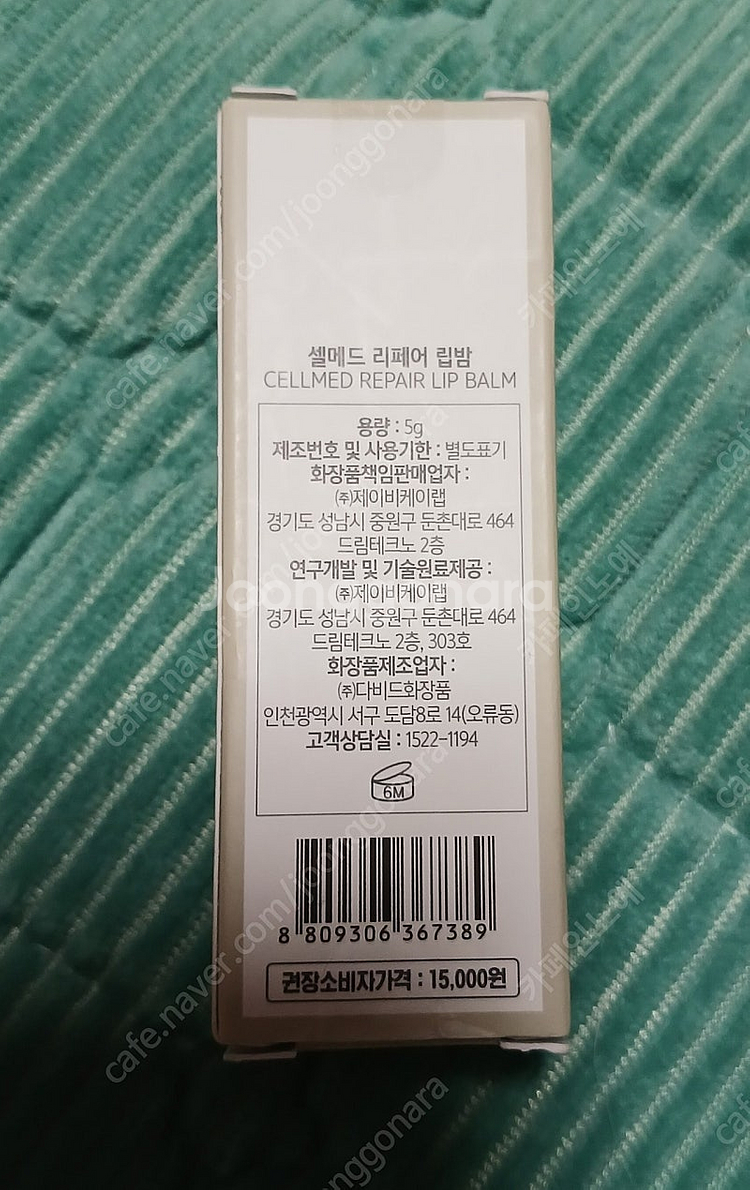 셀메드 리페어 립밤
CELLMED REPAIR LIP BALM
용량 : 5g
제조번호 및 사용기한 : 별도표기
화장품책임판매업자 :
㈜제이비케이랩
경기도 성남시 중원구 둔촌대로 464
드림테크노 2층
연구개발 및 기술원료제공 :
㈜제이비케이랩
경기도 성남시 중원구 둔촌대로 464
드림테크노 2층, 303호
화장품제조업자 :
㈜다비드화장품
인천광역시 서구 도담8로 14(오류동)
고객상담실 : 1522-1194
6M
8 809306 367389
권장소비자가격 : 15,000원
Joonggonara
cafe.naver.com/joonggonara